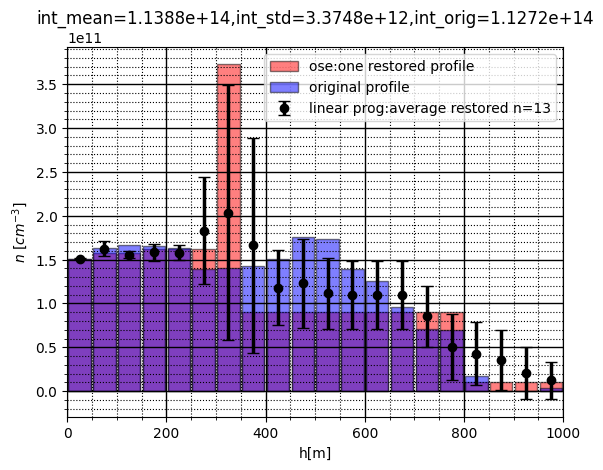 int_mean=1.1388e+14,int_std=3.3748e+12,int_orig=1.1272e+14
1e11
ose:one restored profile
original profile
linear prog:average restored n=13
3.5
3.0
2.5
2.0
1.5
1.0
0.5
0.0
n [cm⁻³]
0 200 400 600 800 1000
h[m]